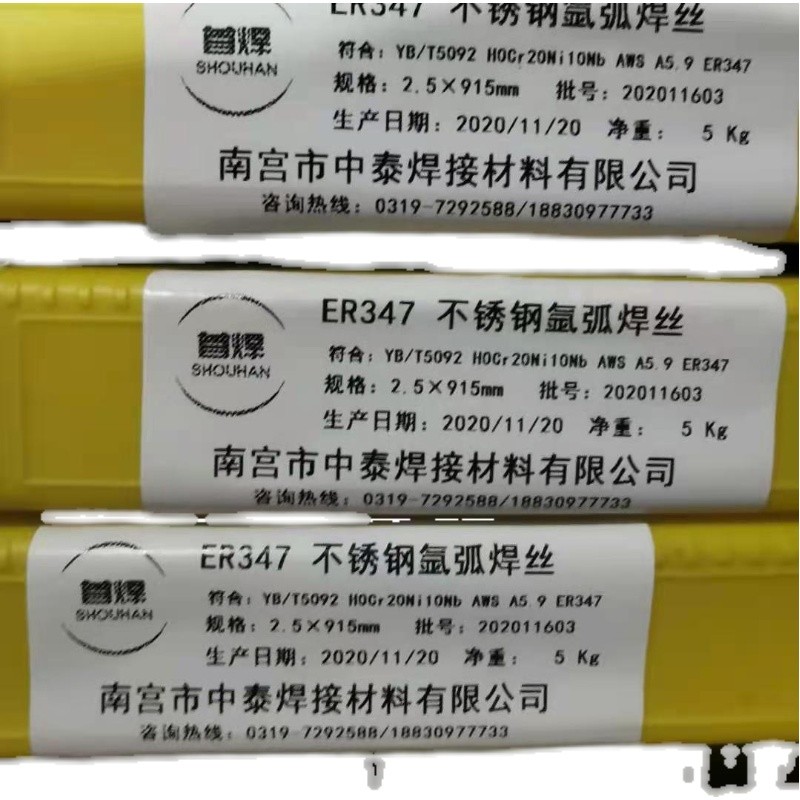 首焊
SHOUHAN
ER347 不锈钢氩弧焊丝
符合: YB/T5092 H0Cr20Ni10Nb AWS A5.9 ER347
规格: 2.5×915mm 批号: 202011603
生产日期: 2020/11/20 净重: 5 Kg
南宫市中泰焊接材料有限公司
咨询热线: 0319-7292588/18830977733
首焊
SHOUHAN
ER347 不锈钢氩弧焊丝
符合: YB/T5092 H0Cr20Ni10Nb AWS A5.9 ER347
规格: 2.5×915mm 批号: 202011603
生产日期: 2020/11/20 净重: 5 Kg
南宫市中泰焊接材料有限公司
咨询热线: 0319-7292588/18830977733
首焊
SHOUHAN
ER347 不锈钢氩弧焊丝
符合: YB/T5092 H0Cr20Ni10Nb AWS A5.9 ER347
规格: 2.5×915mm 批号: 202011603
生产日期: 2020/11/20 净重: 5 Kg
南宫市中泰焊接材料有限公司
咨询热线: 0319-7292588/18830977733